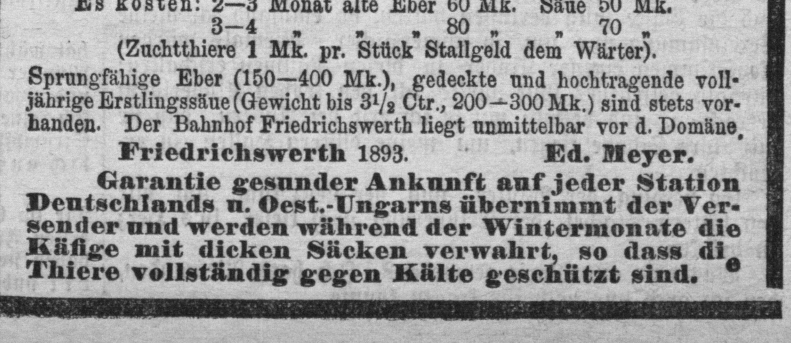 Es kosten: 2—3 Monat alte Eber 60 Mk. Säue 50 Mk.
3—4 „ „ „ 80 „ „ 70 „
(Zuchtthiere 1 Mk. pr. Stück Stallgeld dem Wärter).
Sprungfähige Eber (150—400 Mk.), gedeckte und hochtragende voll-
jährige Erstlingssäue (Gewicht bis 3 1/2 Ctr., 200—300 Mk.) sind stets vor-
handen. Der Bahnhof Friedrichswerth liegt unmittelbar vor d. Domäne.
Friedrichswerth 1893. Ed. Meyer.
Garantie gesunder Ankunft auf jeder Station
Deutschlands u. Oest.-Ungarns übernimmt der Ver-
sender und werden während der Wintermonate die
Käfige mit dicken Säcken verwahrt, so dass die
Thiere vollständig gegen Kälte geschützt sind.